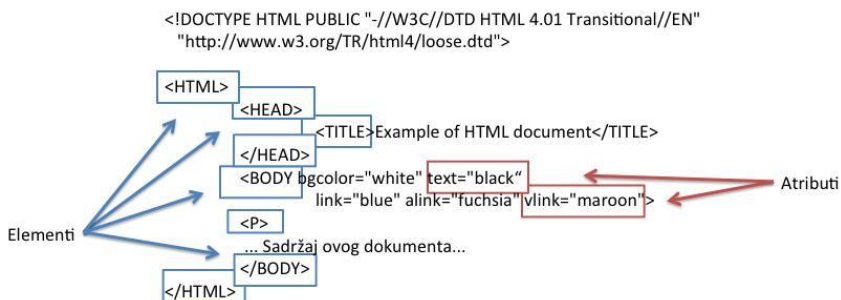 <!DOCTYPE HTML PUBLIC "-//W3C//DTD HTML 4.01 Transitional//EN"
"http://www.w3.org/TR/html4/loose.dtd">
<HTML>
<HEAD>
<TITLE>Example of HTML document</TITLE>
</HEAD>
<BODY bgcolor="white" text="black“
link="blue" alink="fuchsia" vlink="maroon">
Atributi
<P>
Elementi
... Sadržaj ovog dokumenta...
</BODY>
</HTML>